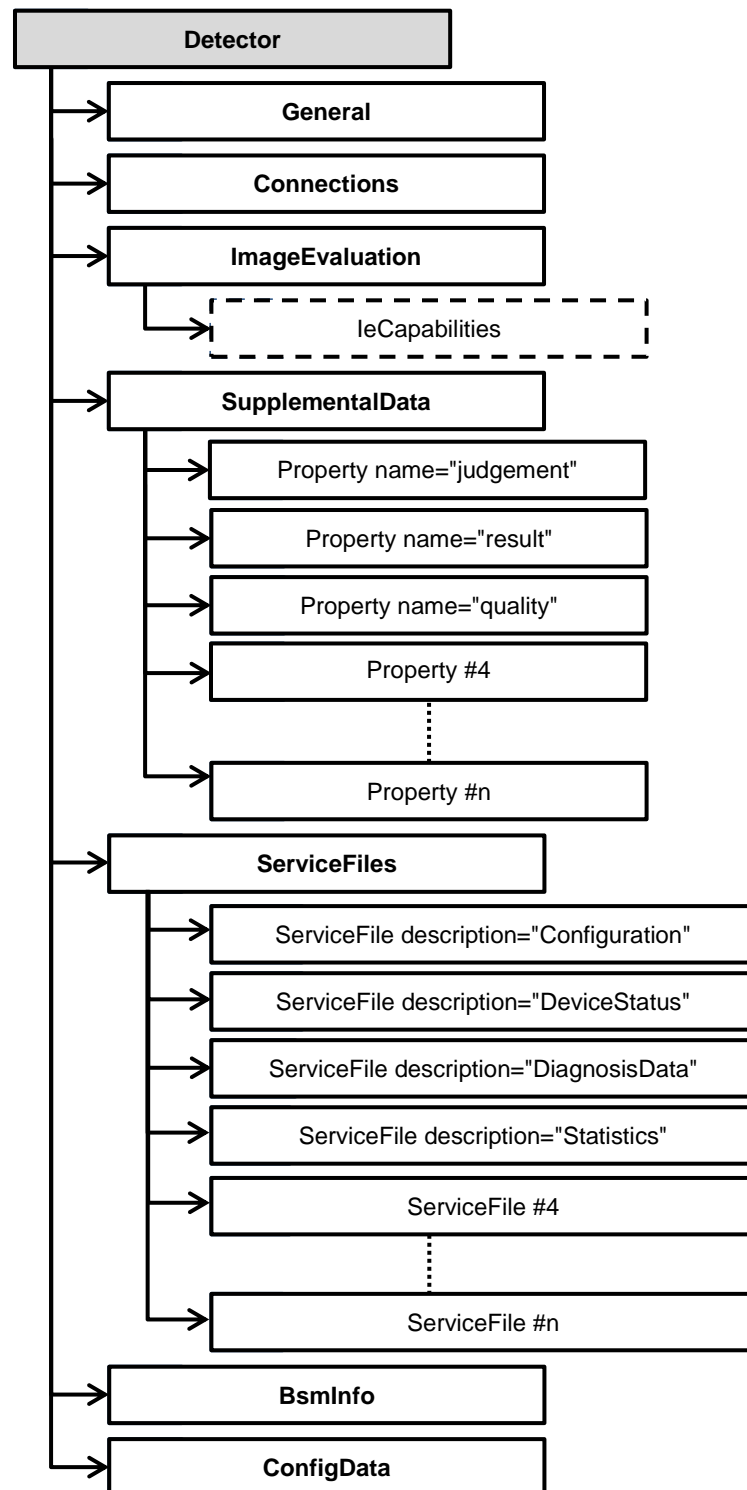 Detector
General
Connections
ImageEvaluation
IeCapabilities
SupplementalData
Property name="judgement"
Property name="result"
Property name="quality"
Property #4
Property #n
ServiceFiles
ServiceFile description="Configuration"
ServiceFile description="DeviceStatus"
ServiceFile description="DiagnosisData"
ServiceFile description="Statistics"
ServiceFile #4
ServiceFile #n
BsmInfo
ConfigData